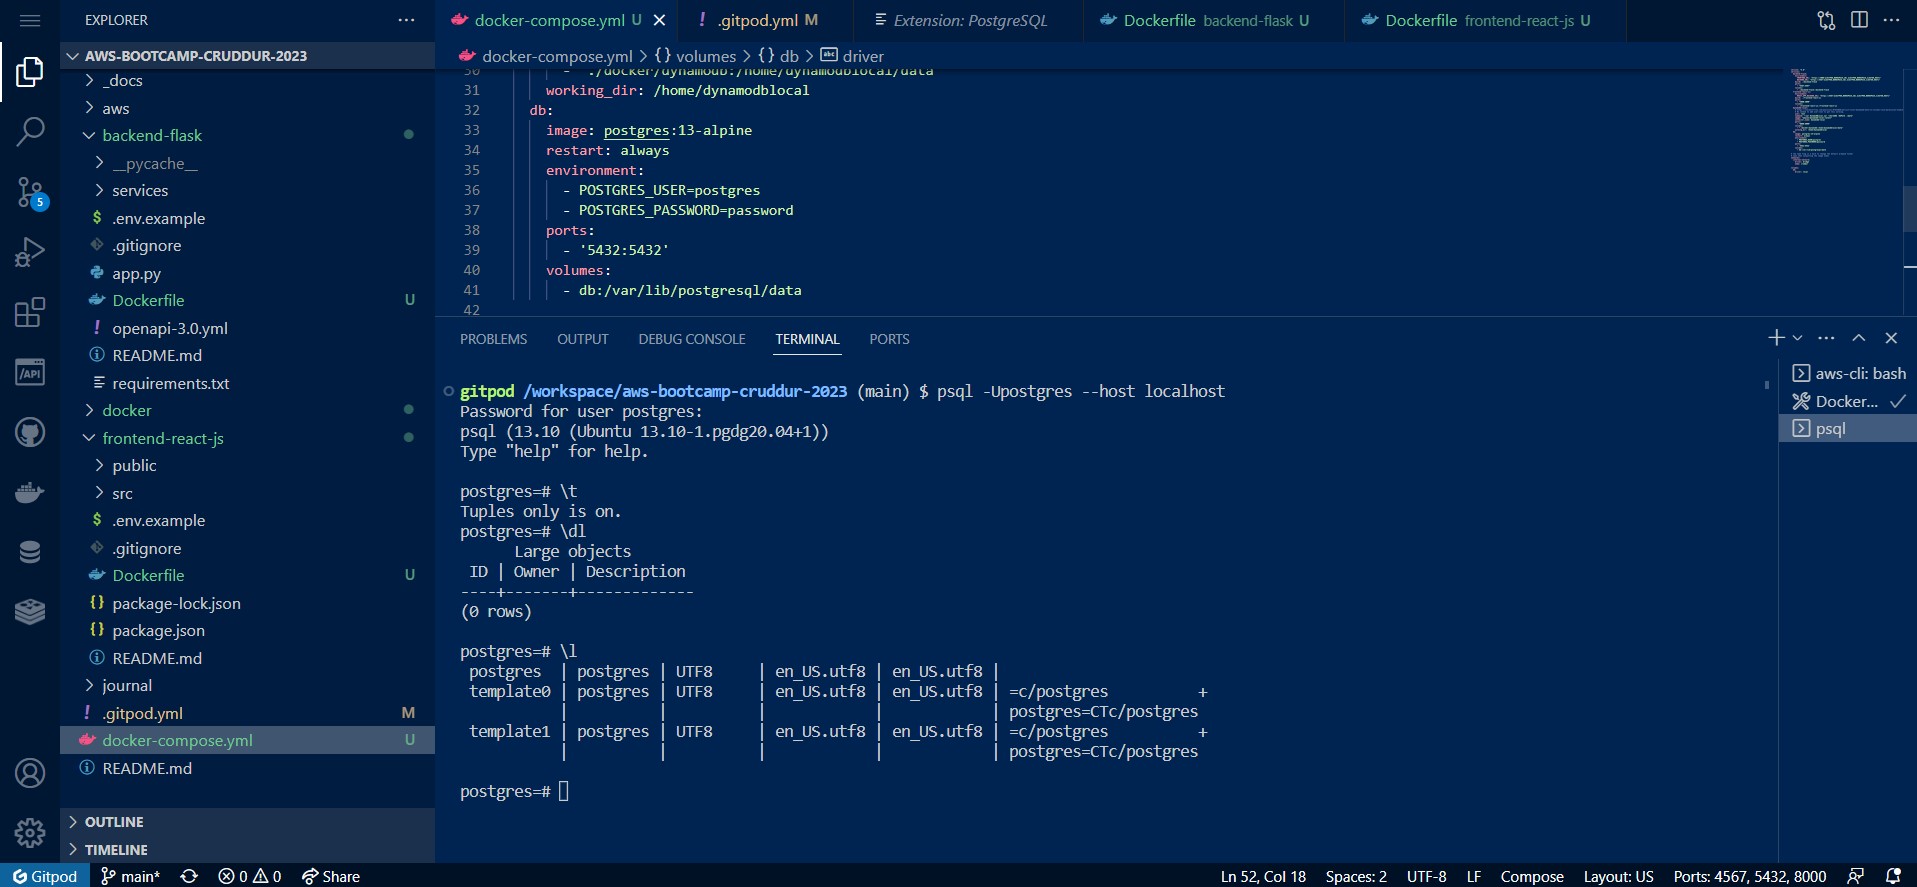 EXPLORER
AWS-BOOTCAMP-CRUDDUR-2023
_docs
aws
backend-flask
__pycache__
services
$ .env.example
.gitignore
app.py
Dockerfile U
! openapi-3.0.yml
README.md
requirements.txt
docker
frontend-react-js
public
src
$ .env.example
.gitignore
Dockerfile U
{} package-lock.json
{} package.json
README.md
journal
! .gitpod.yml M
docker-compose.yml U
README.md
OUTLINE
TIMELINE
5
/API
docker-compose.yml U
! .gitpod.yml M
Extension: PostgreSQL
Dockerfile backend-flask U
Dockerfile frontend-react-js U
docker-compose.yml > {} volumes > {} db > abc driver
30 - "./docker/dynamodb:/home/dynamodblocal/data"
31 working_dir: /home/dynamodblocal
32 db:
33 image: postgres:13-alpine
34 restart: always
35 environment:
36 - POSTGRES_USER=postgres
37 - POSTGRES_PASSWORD=password
38 ports:
39 - '5432:5432'
40 volumes:
41 - db:/var/lib/postgresql/data
42
PROBLEMS OUTPUT DEBUG CONSOLE TERMINAL PORTS
gitpod /workspace/aws-bootcamp-cruddur-2023 (main) $ psql -Upostgres --host localhost
Password for user postgres:
psql (13.10 (Ubuntu 13.10-1.pgdg20.04+1))
Type "help" for help.
postgres=# \t
Tuples only is on.
postgres=# \dl
Large objects
ID | Owner | Description
----+-------+-------------
(0 rows)
postgres=# \l
postgres | postgres | UTF8 | en_US.utf8 | en_US.utf8 |
template0 | postgres | UTF8 | en_US.utf8 | en_US.utf8 | =c/postgres +
| | | | | postgres=CTc/postgres
template1 | postgres | UTF8 | en_US.utf8 | en_US.utf8 | =c/postgres +
| | | | | postgres=CTc/postgres
postgres=#
aws-cli: bash
Docker...
psql
Gitpod main* 0 0 Share
Ln 52, Col 18 Spaces: 2 UTF-8 LF Compose Layout: US Ports: 4567, 5432, 8000